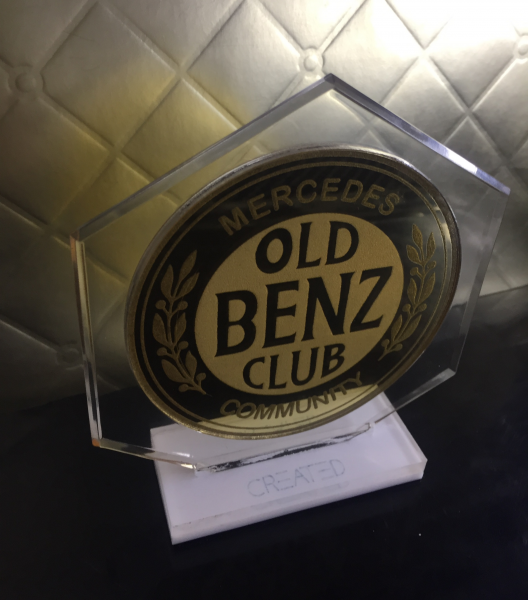 MERCEDES
OLD
BENZ
CLUB
COMMUNITY
CREATED